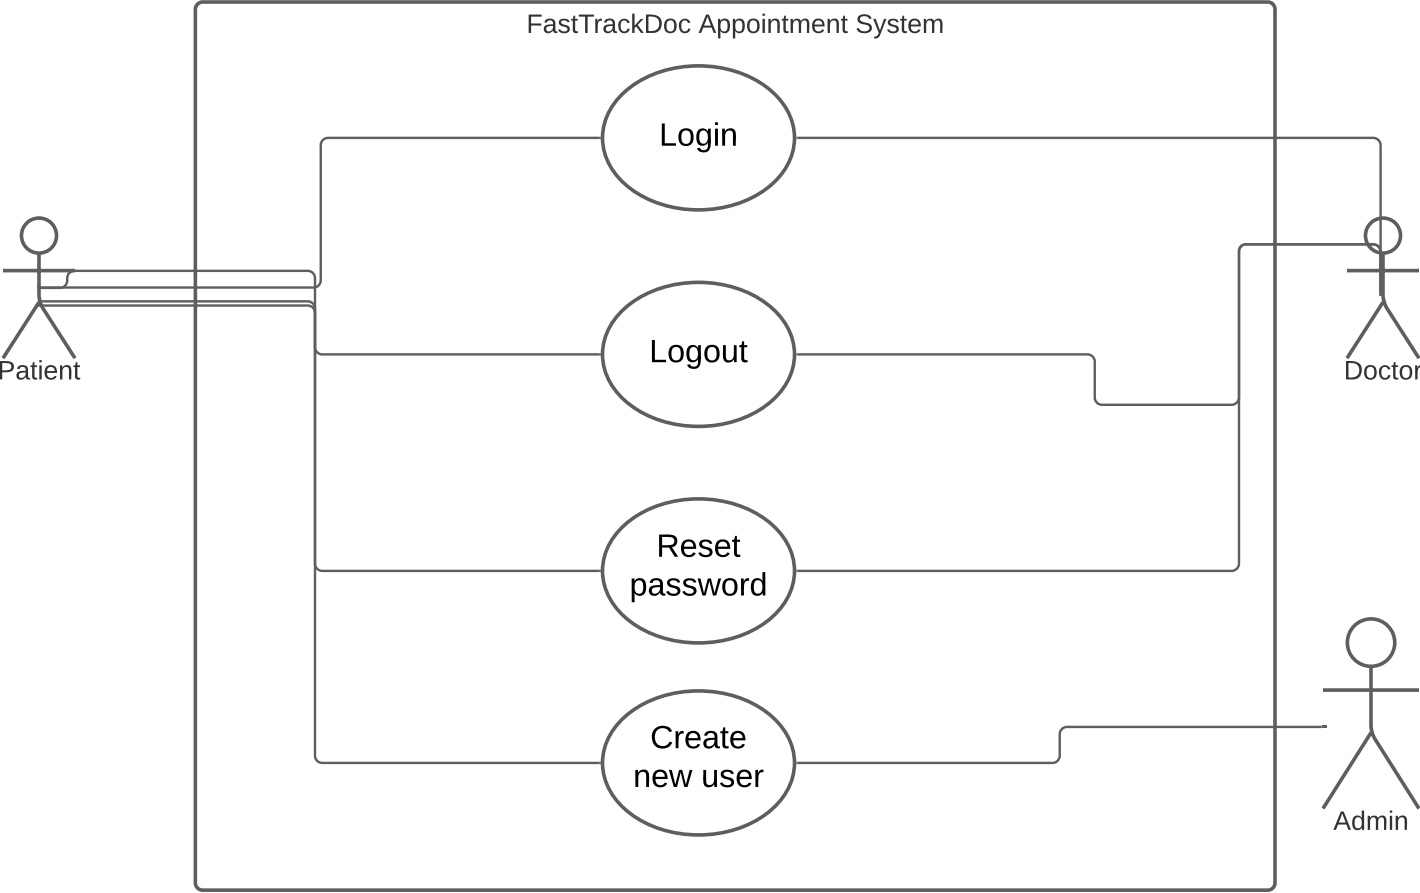 FastTrackDoc Appointment System
Login
Logout
Patient
Doctor
Reset
password
Create
new user
Admin